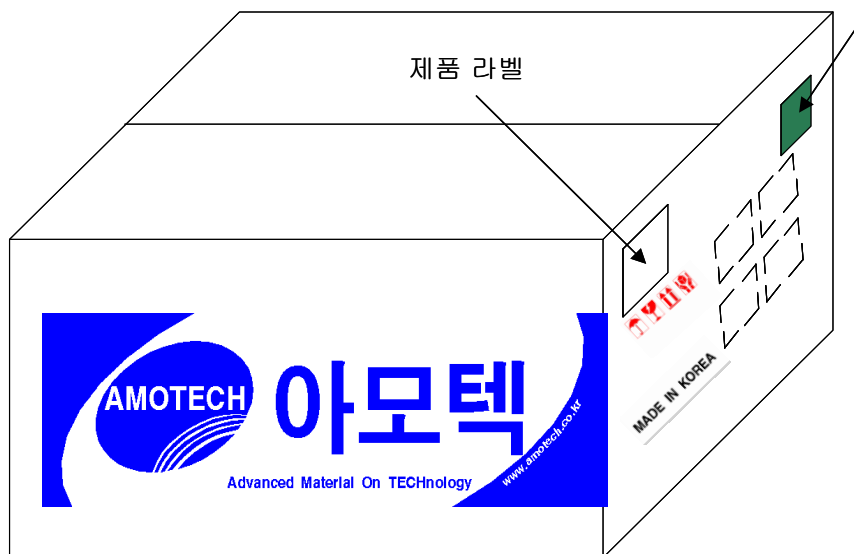 제품 라벨
AMOTECH
아모텍
Advanced Material On TECHnology
www.amotech.co.kr
MADE IN KOREA